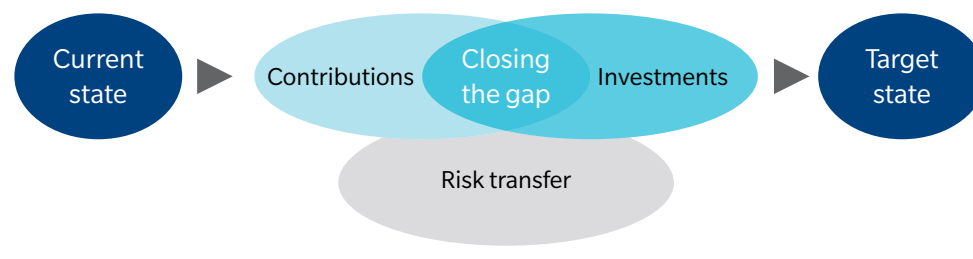 Current
state
Contributions
Closing
the gap
Investments
Target
state
Risk transfer